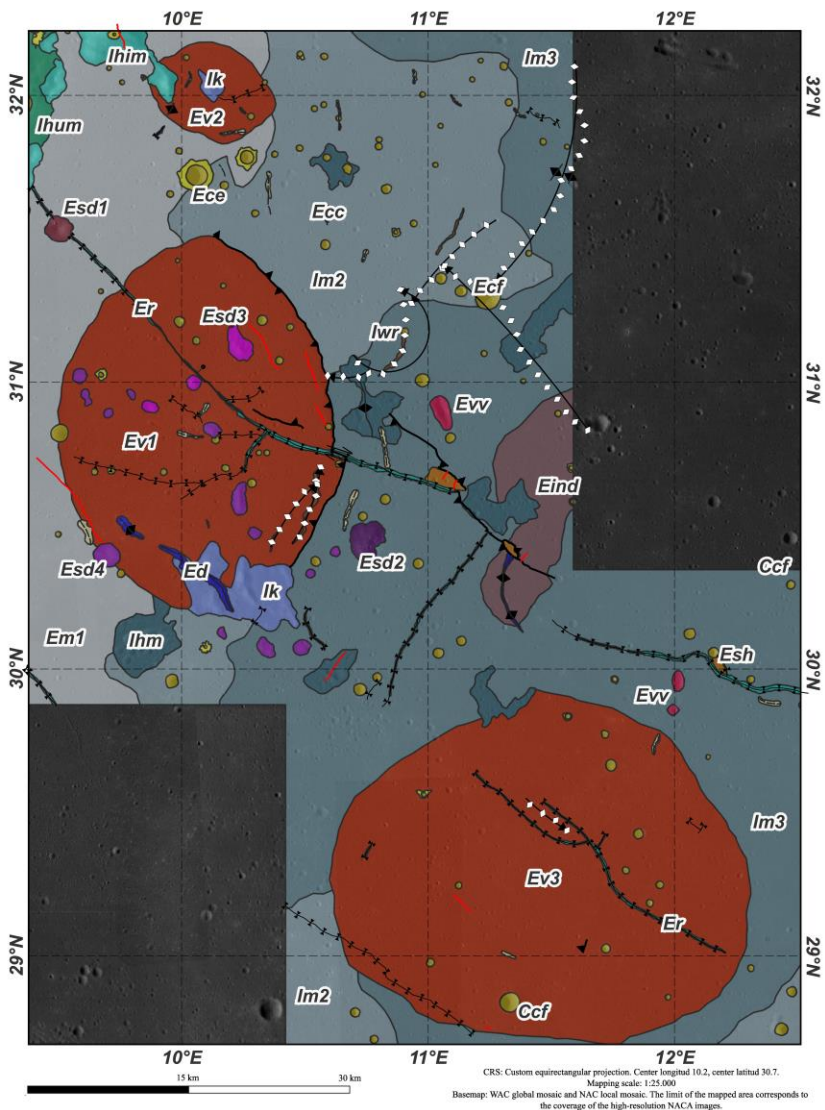 10°E 11°E 12°E
32°N
31°N
30°N
29°N
32°N
31°N
30°N
29°N
Ihim
Ik
Im3
Ihum
Ev2
Ece
Esd1
Ecc
Im2
Ecf
Er
Esd3
Iwr
Evv
Ev1
Eind
Esd4
Ed
Ik
Esd2
Ccf
Em1
Ihm
Esh
Evv
Im3
Ev3
Er
Im2
Ccf
10°E 11°E 12°E
15 km 30 km
CRS: Custom equirectangular projection. Center longitud 10.2, center latitud 30.7.
Mapping scale: 1:25.000
Basemap: WAC global mosaic and NAC local mosaic. The limit of the mapped area corresponds to
the coverage of the high-resolution NACA images.